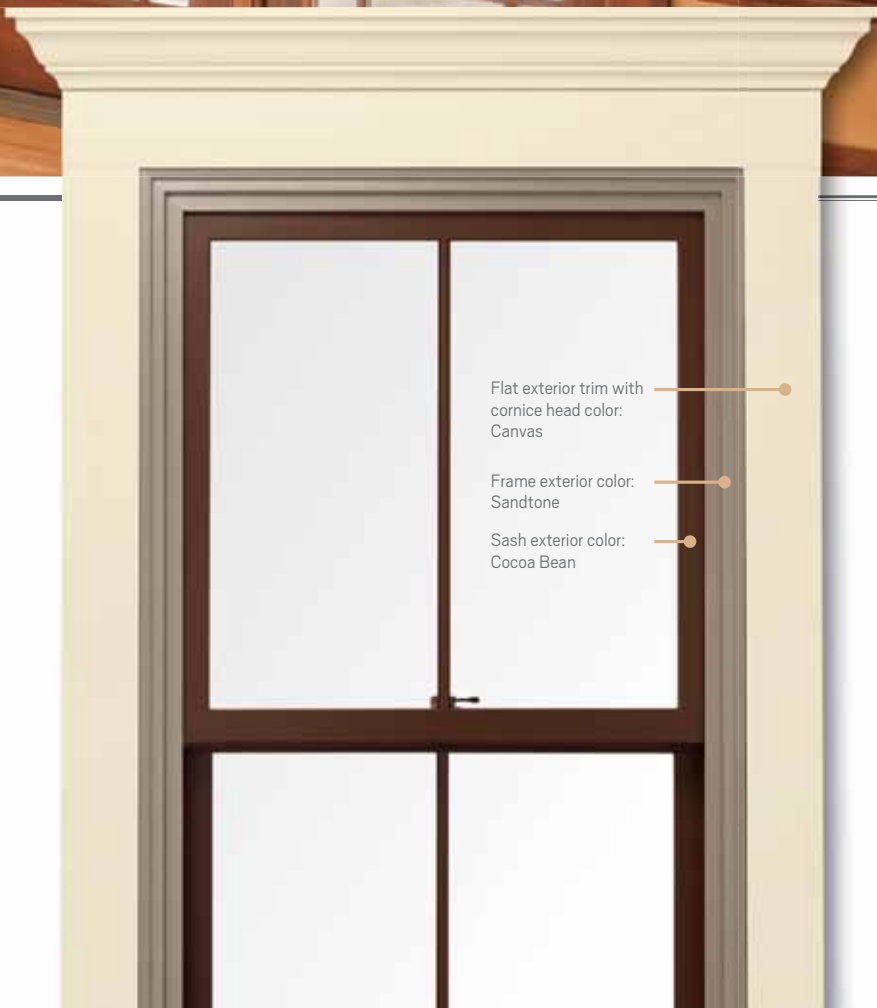 Flat exterior trim with
cornice head color:
Canvas
Frame exterior color:
Sandtone
Sash exterior color:
Cocoa Bean